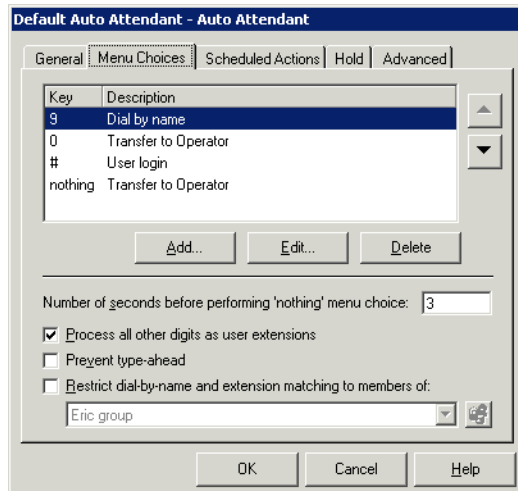 Default Auto Attendant - Auto Attendant
General Menu Choices Scheduled Actions Hold Advanced
Key Description
9 Dial by name
0 Transfer to Operator
# User login
nothing Transfer to Operator
Add... Edit... Delete
Number of seconds before performing 'nothing' menu choice: 3
Process all other digits as user extensions
Prevent type-ahead
Restrict dial-by-name and extension matching to members of:
Eric group
OK Cancel Help